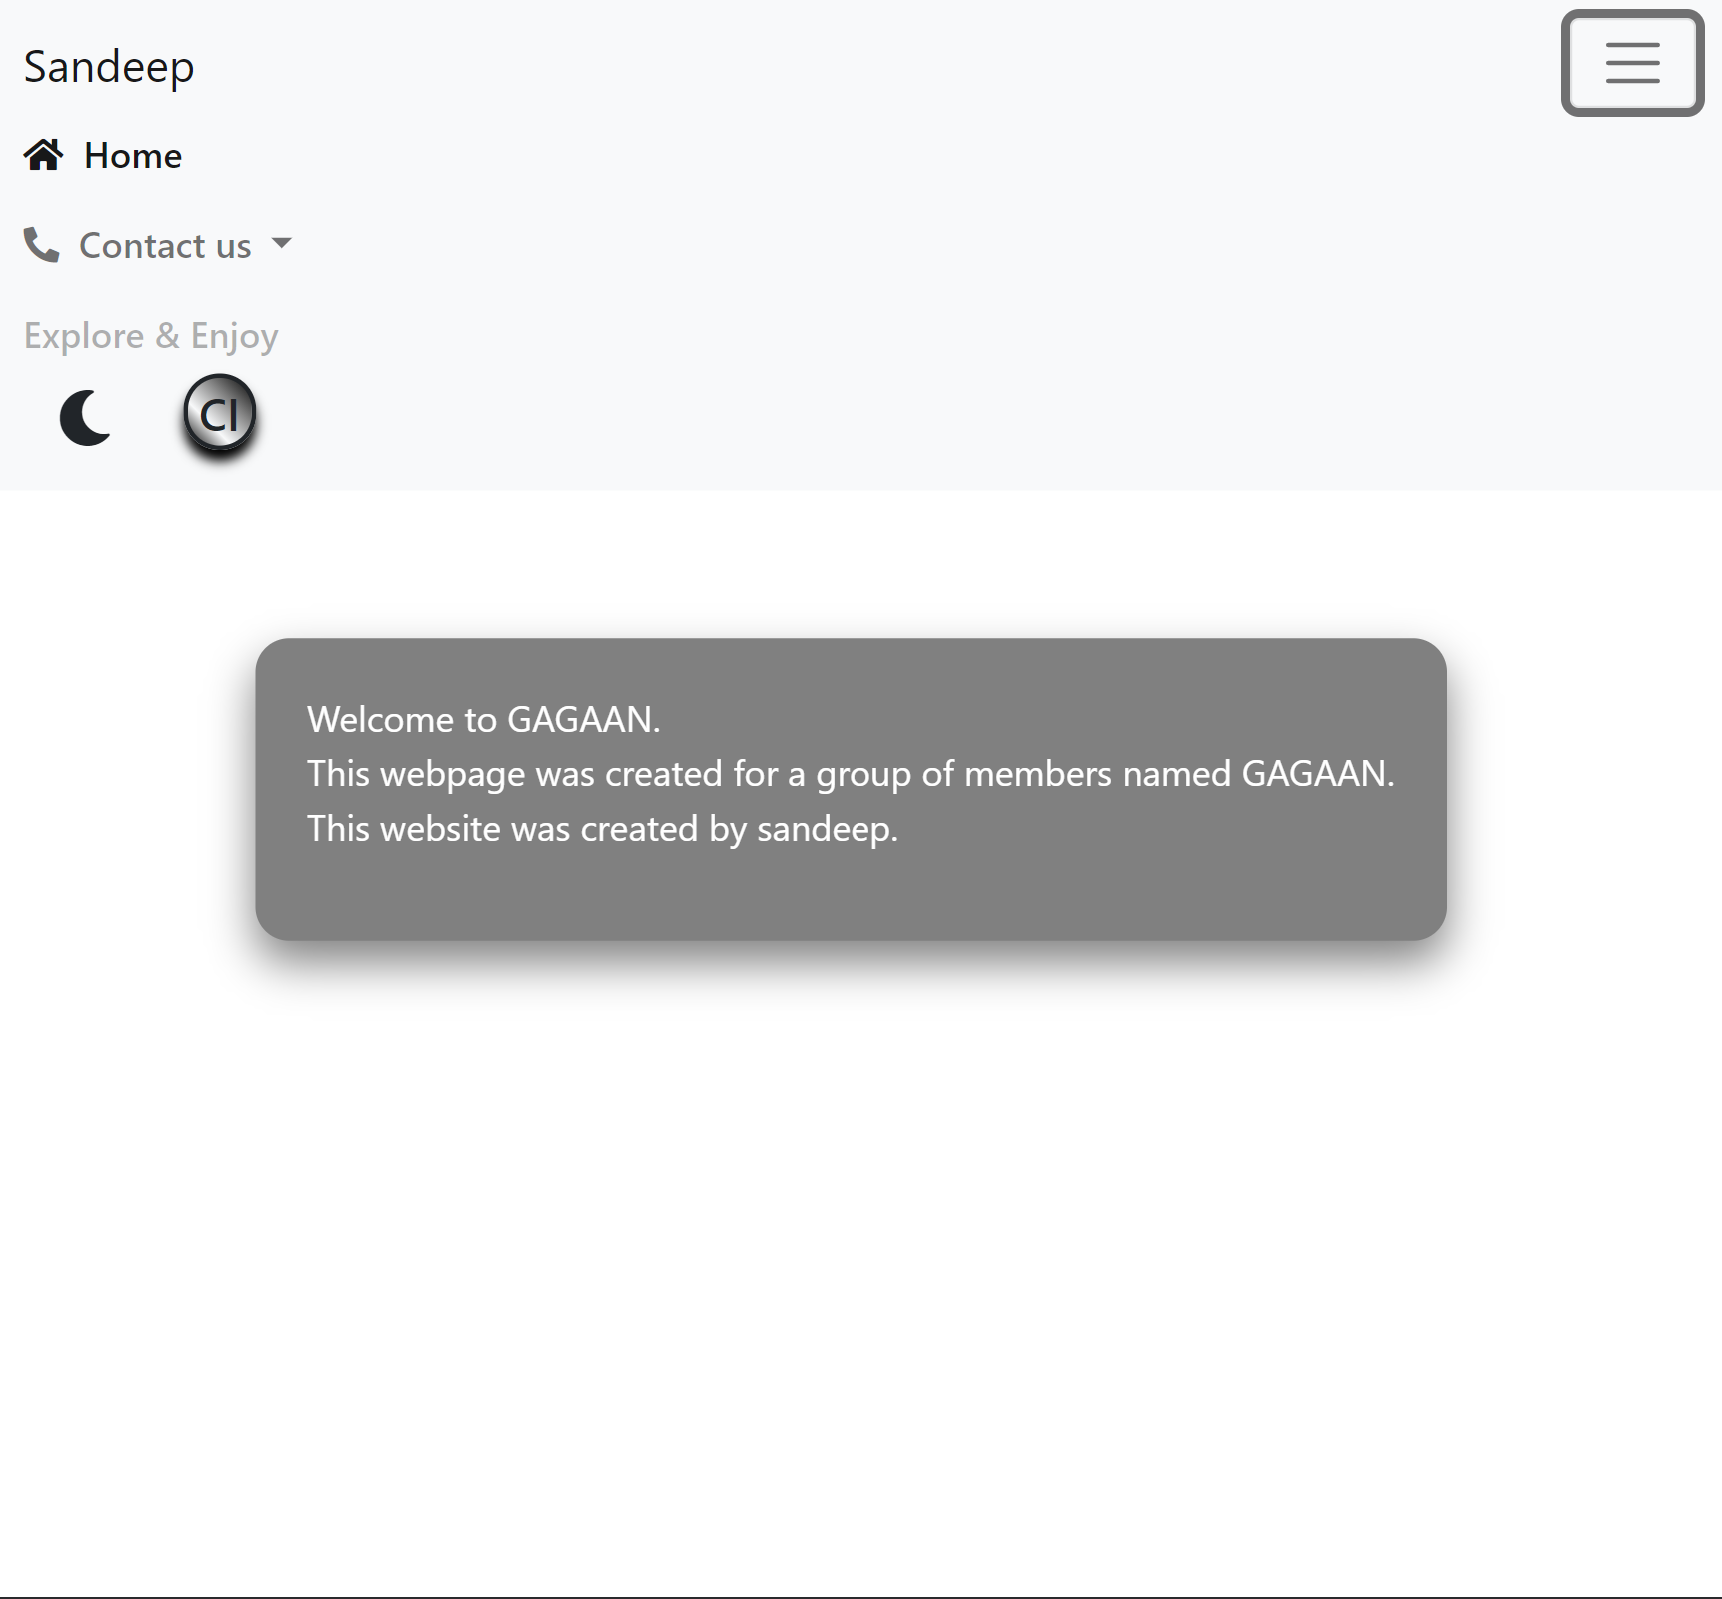 Sandeep
Home
Contact us
Explore & Enjoy
CI
Welcome to GAGAAN.
This webpage was created for a group of members named GAGAAN.
This website was created by sandeep.